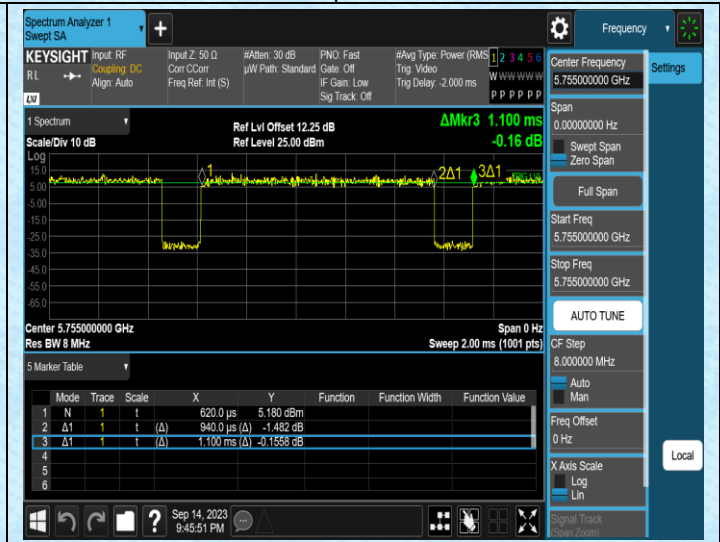 Spectrum Analyzer 1
Swept SA
+
Frequency
KEYSIGHT
RL
LXI
Input: RF
Coupling: DC
Align: Auto
Input Z: 50 Ω
Corr CCorr
Freq Ref: Int (S)
#Atten: 30 dB
µW Path: Standard
PNO: Fast
Gate: Off
IF Gain: Low
Sig Track: Off
#Avg Type: Power (RMS
Trig: Video
Trig Delay: -2.000 ms
1 2 3 4 5 6
W W W W W W
P P P P P P
Center Frequency
5.755000000 GHz
Settings
Span
0.00000000 Hz
Swept Span
Zero Span
Full Span
Start Freq
5.755000000 GHz
Stop Freq
5.755000000 GHz
AUTO TUNE
CF Step
8.000000 MHz
Auto
Man
Freq Offset
0 Hz
X Axis Scale
Log
Lin
Signal Track
(Span Zoom)
Local
1 Spectrum
Scale/Div 10 dB
Log
Ref Lvl Offset 12.25 dB
Ref Level 25.00 dBm
ΔMkr3 1.100 ms
-0.16 dB
15.0
5.00
-5.00
-15.0
-25.0
-35.0
-45.0
-55.0
-65.0
1
2Δ1
3Δ1
Center 5.755000000 GHz
Res BW 8 MHz
Span 0 Hz
Sweep 2.00 ms (1001 pts)
5 Marker Table
Mode Trace Scale X Y Function Function Width Function Value
1 N 1 t 620.0 µs 5.180 dBm
2 Δ1 1 t (Δ) 940.0 µs (Δ) -1.482 dB
3 Δ1 1 t (Δ) 1.100 ms (Δ) -0.1558 dB
4
5
6
?
Sep 14, 2023
9:45:51 PM